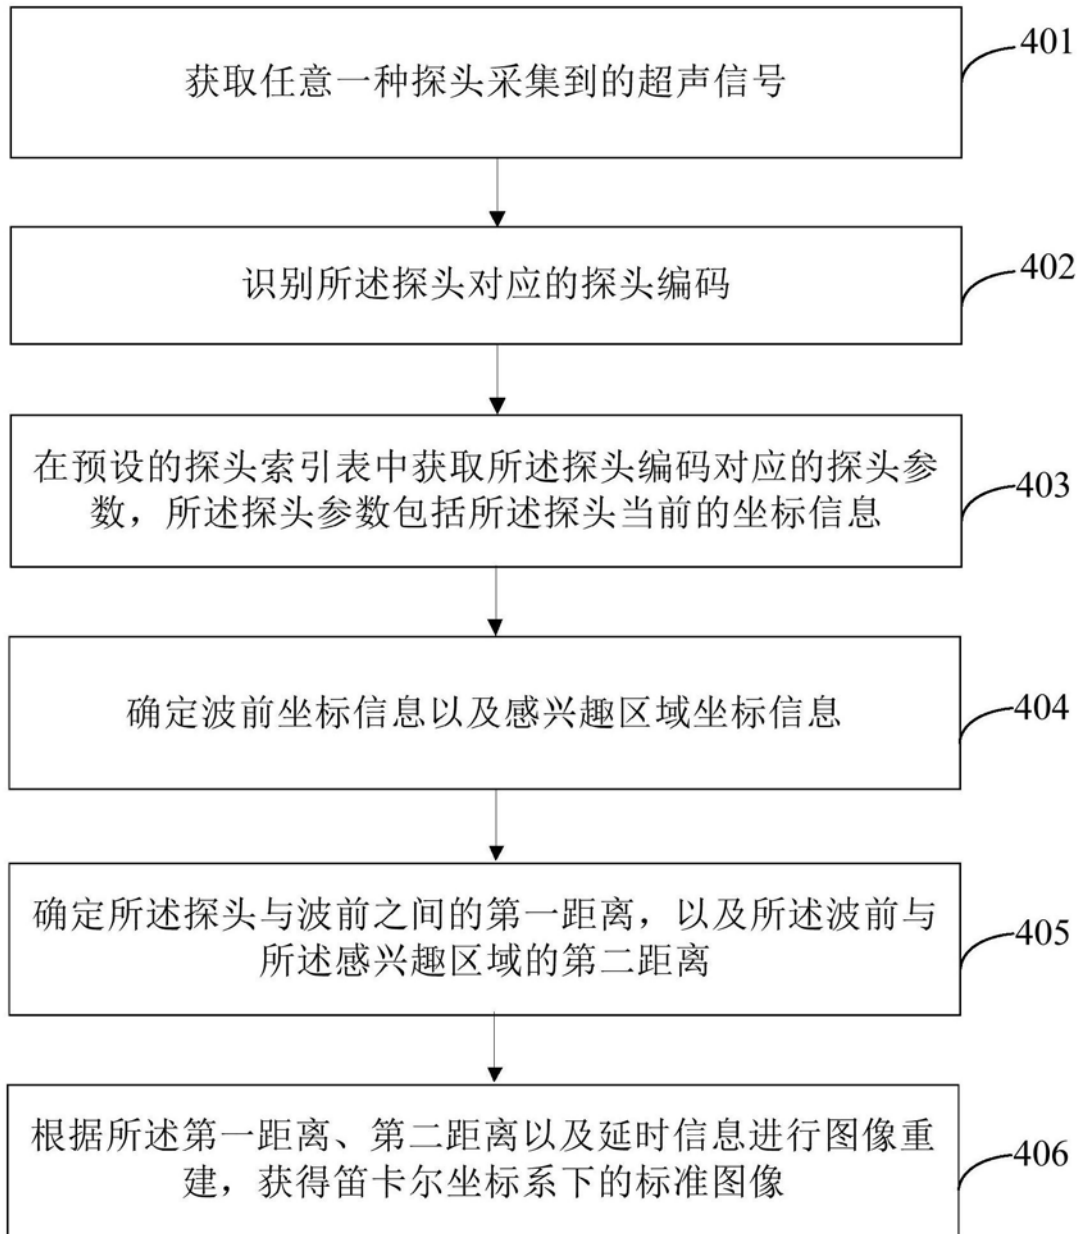 获取任意一种探头采集到的超声信号
401
识别所述探头对应的探头编码
402
在预设的探头索引表中获取所述探头编码对应的探头参
数，所述探头参数包括所述探头当前的坐标信息
403
确定波前坐标信息以及感兴趣区域坐标信息
404
确定所述探头与波前之间的第一距离，以及所述波前与
所述感兴趣区域的第二距离
405
根据所述第一距离、第二距离以及延时信息进行图像重
建，获得笛卡尔坐标系下的标准图像
406